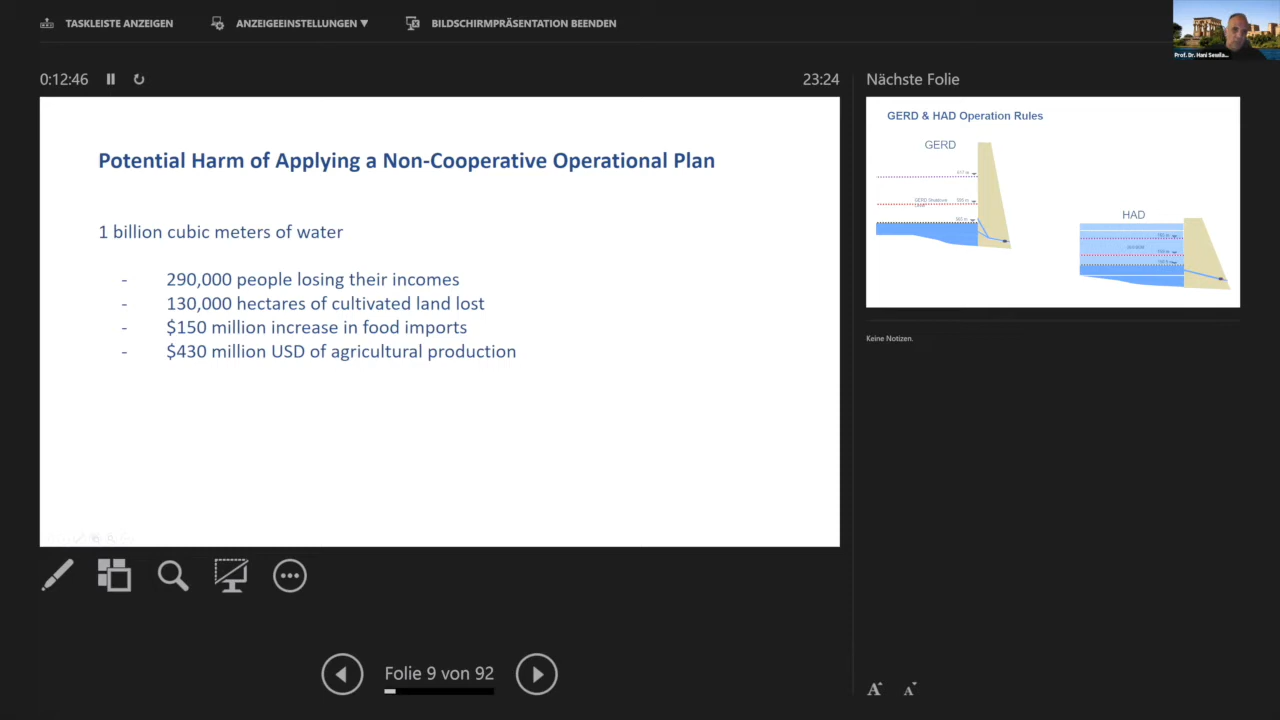 TASKLEISTE ANZEIGEN
ANZEIGEEINSTELLUNGEN ▼
BILDSCHIRMPRÄSENTATION BEENDEN
0:12:46
23:24
Potential Harm of Applying a Non-Cooperative Operational Plan
1 billion cubic meters of water
- 290,000 people losing their incomes
- 130,000 hectares of cultivated land lost
- $150 million increase in food imports
- $430 million USD of agricultural production
Folie 9 von 92
Prof. Dr. Hani
Nächste Folie
GERD & HAD Operation Rules
GERD
HAD
Keine Notizen.
A A